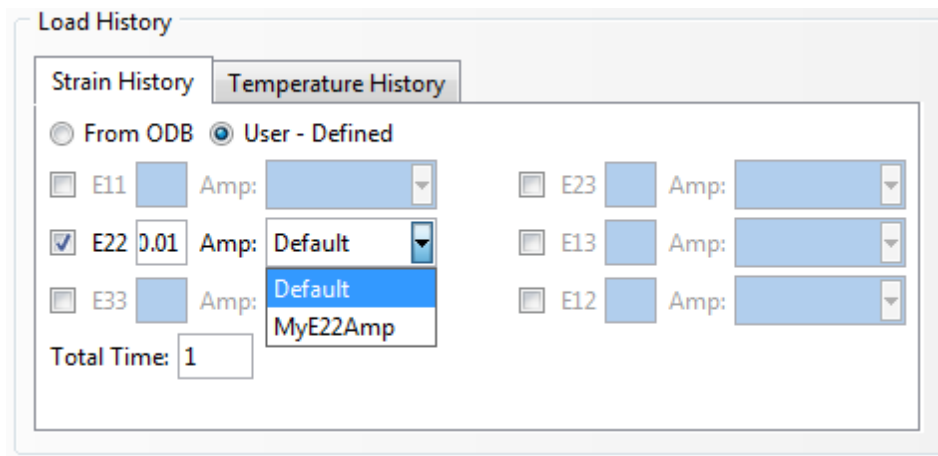 Load History
Strain History Temperature History
From ODB User - Defined
E11 Amp: E23 Amp:
E22 0.01 Amp: Default E13 Amp:
E33 Amp: Default E12 Amp:
MyE22Amp
Total Time: 1